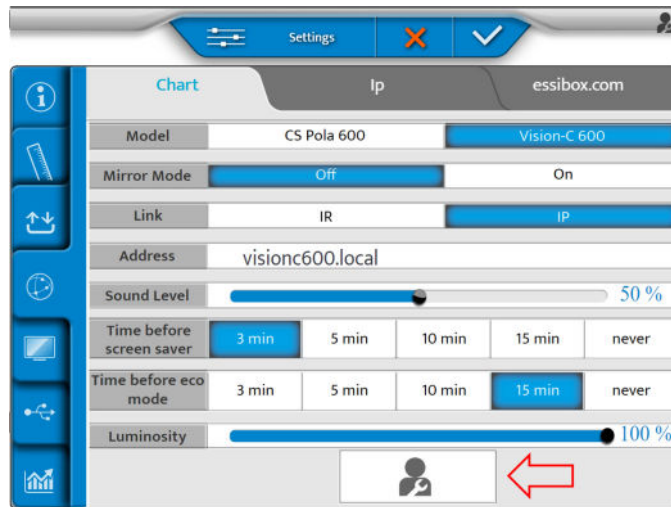 Settings
Chart Ip essibox.com
Model CS Pola 600 Vision-C 600
Mirror Mode Off On
Link IR IP
Address visionc600.local
Sound Level 50 %
Time before
screen saver 3 min 5 min 10 min 15 min never
Time before eco
mode 3 min 5 min 10 min 15 min never
Luminosity 100 %